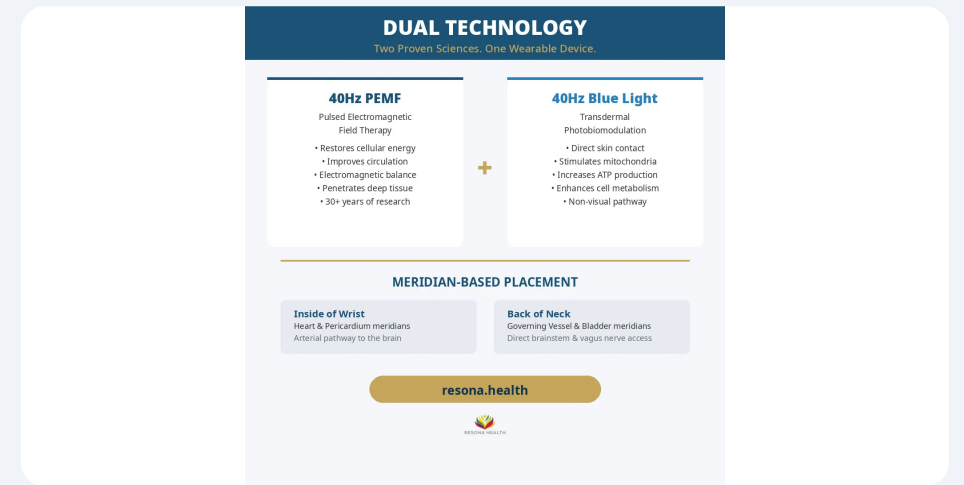 DUAL TECHNOLOGY
Two Proven Sciences. One Wearable Device.
40Hz PEMF
Pulsed Electromagnetic
Field Therapy
• Restores cellular energy
• Improves circulation
• Electromagnetic balance
• Penetrates deep tissue
• 30+ years of research
+
40Hz Blue Light
Transdermal
Photobiomodulation
• Direct skin contact
• Stimulates mitochondria
• Increases ATP production
• Enhances cell metabolism
• Non-visual pathway
MERIDIAN-BASED PLACEMENT
Inside of Wrist
Heart & Pericardium meridians
Arterial pathway to the brain
Back of Neck
Governing Vessel & Bladder meridians
Direct brainstem & vagus nerve access
resona.health
RESONA HEALTH